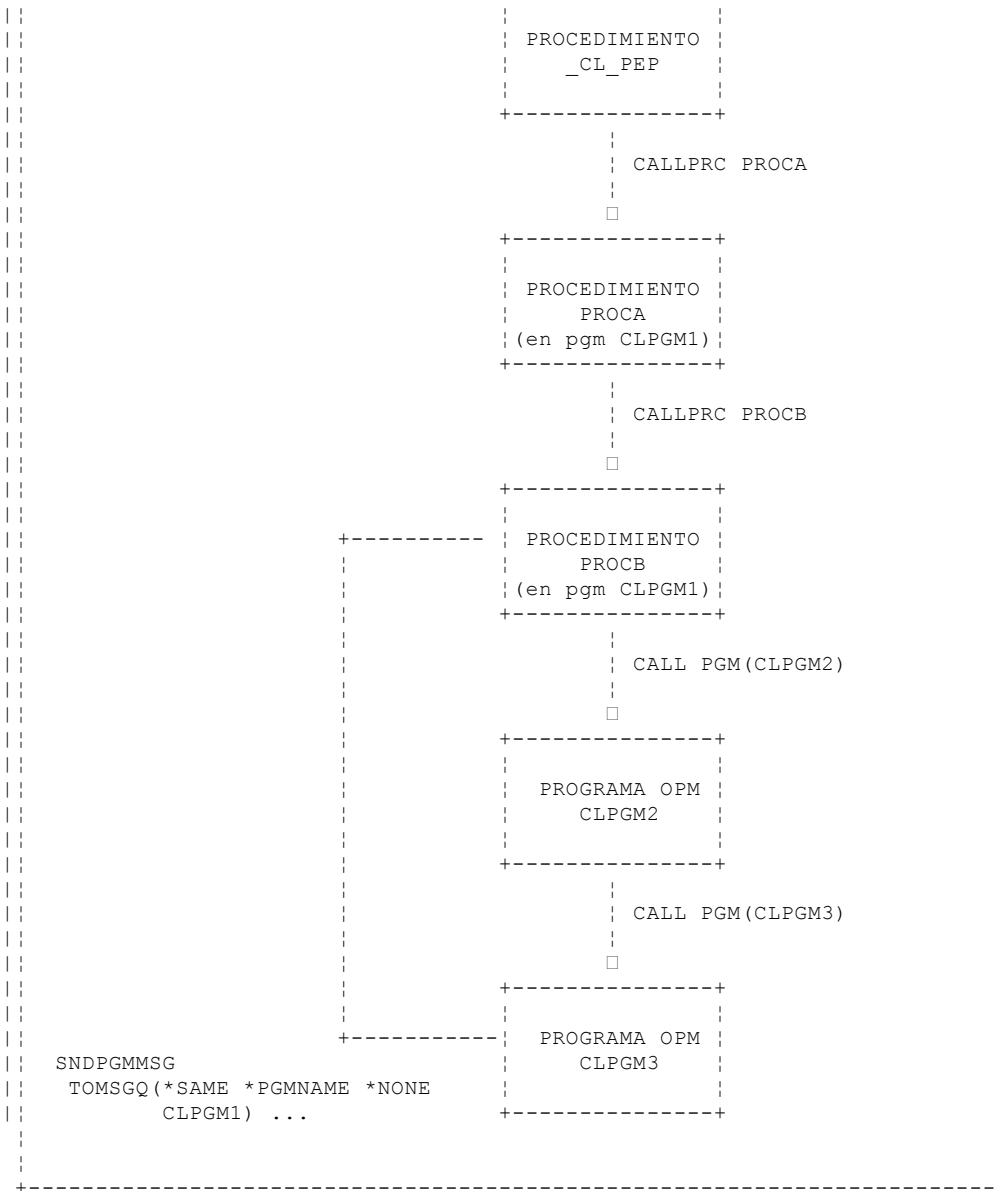 PROCEDIMIENTO
_CL_PEP
CALLPRC PROCA
PROCEDIMIENTO
PROCA
(en pgm CLPGM1)
CALLPRC PROCB
PROCEDIMIENTO
PROCB
(en pgm CLPGM1)
CALL PGM(CLPGM2)
PROGRAMA OPM
CLPGM2
CALL PGM(CLPGM3)
PROGRAMA OPM
SNDPGMMSG CLPGM3
TOMSGQ(*SAME *PGMNAME *NONE
CLPGM1) ...